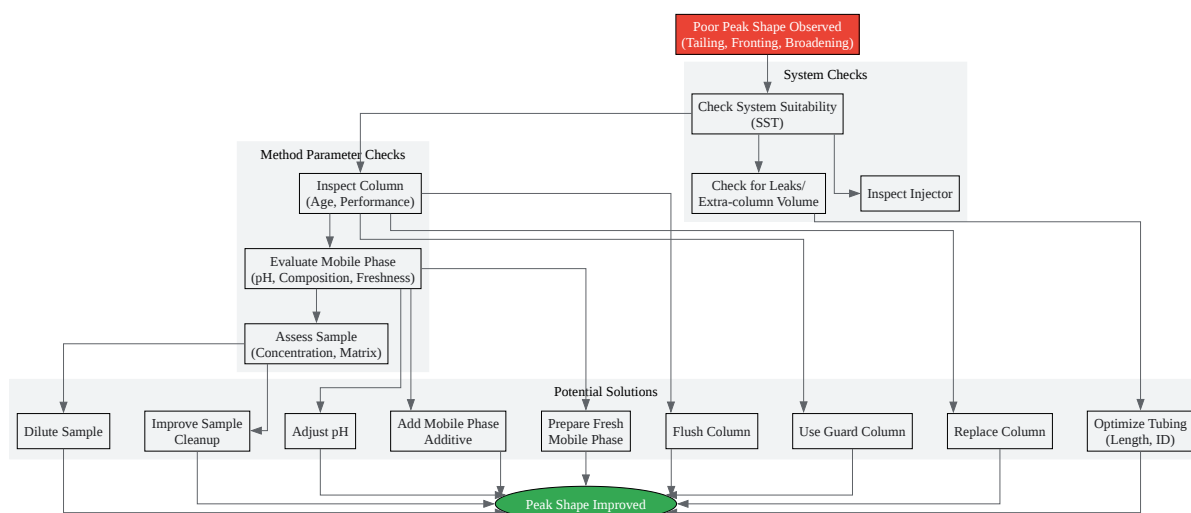 Poor Peak Shape Observed
(Tailing, Fronting, Broadening)
System Checks
Check System Suitability
(SST)
Method Parameter Checks
Inspect Column
(Age, Performance)
Check for Leaks/
Extra-column Volume
Inspect Injector
Evaluate Mobile Phase
(pH, Composition, Freshness)
Assess Sample
(Concentration, Matrix)
Potential Solutions
Dilute Sample
Improve Sample
Cleanup
Adjust pH
Add Mobile Phase
Additive
Prepare Fresh
Mobile Phase
Flush Column
Use Guard Column
Replace Column
Optimize Tubing
(Length, ID)
Peak Shape Improved